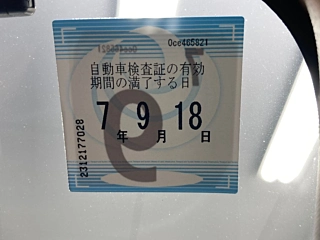 0ce465821
自動車検査証の有効
期間の満了する日
7 9 18
年 月 日
2312177028